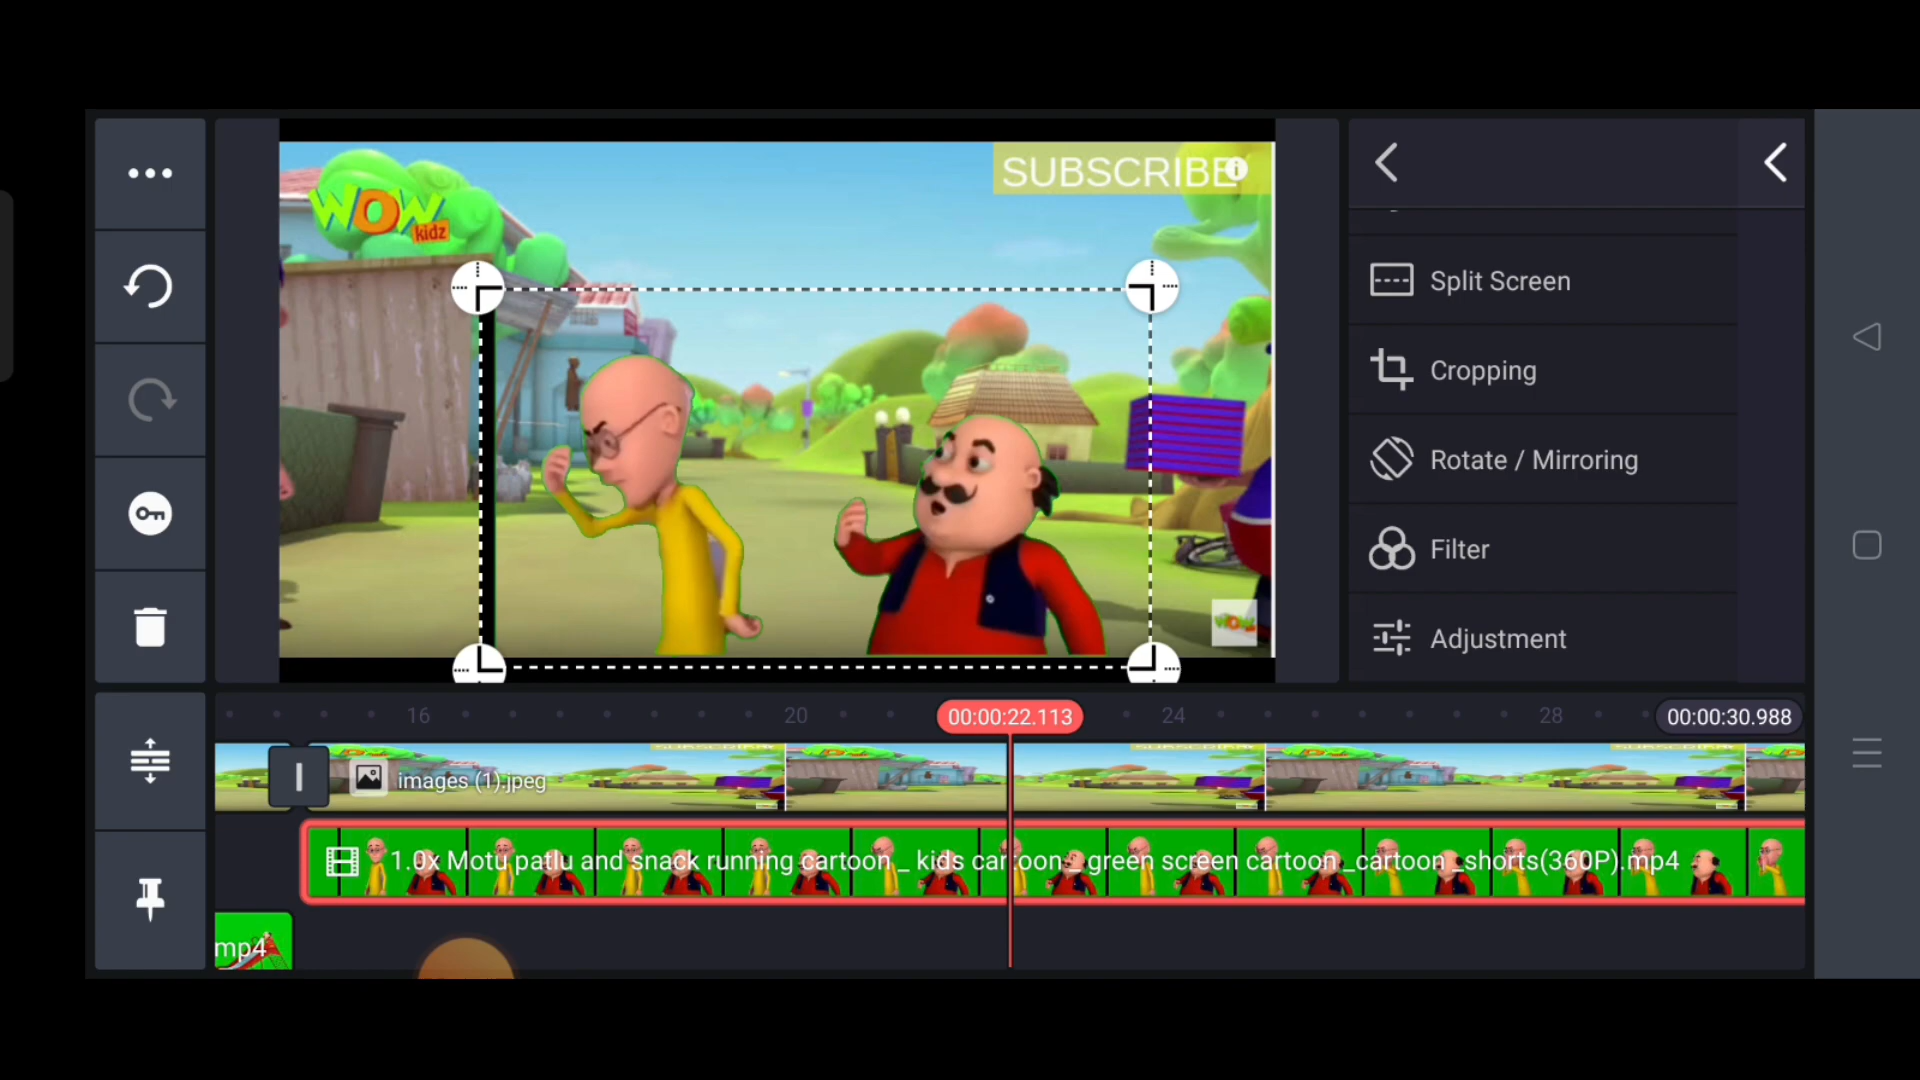 WOW
kidz
SUBSCRIBE
Split Screen
Cropping
Rotate / Mirroring
Filter
Adjustment
WOW
16
20
00:00:22.113
24
28
00:00:30.988
images (1).jpeg
1.0x Motu patlu and snack running cartoon _ kids cartoon _ green screen cartoon _cartoon _shorts(360P).mp4
mp4